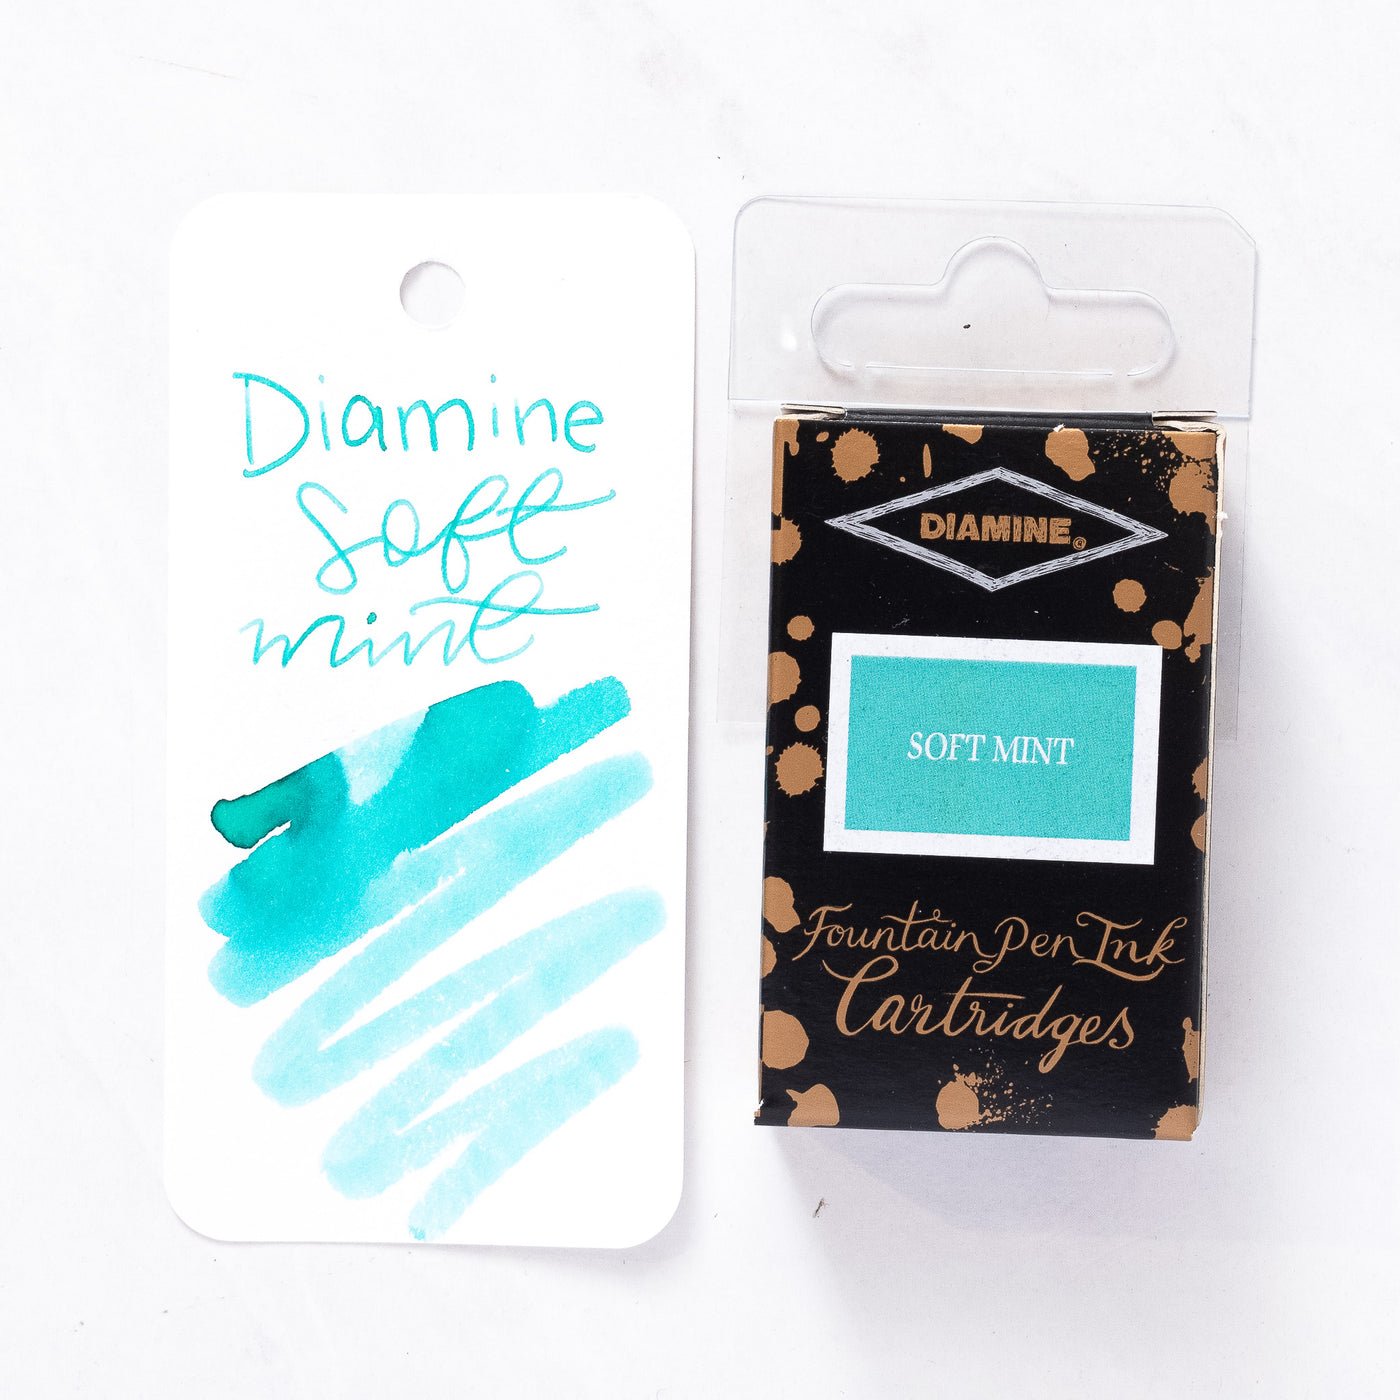 Diamine
Soft
mint
DIAMINE
SOFT MINT
Fountain Pen Ink
Cartridges